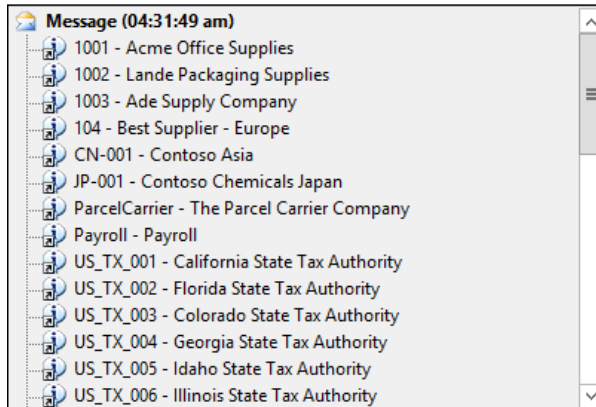 Message (04:31:49 am)
1001 - Acme Office Supplies
1002 - Lande Packaging Supplies
1003 - Ade Supply Company
104 - Best Supplier - Europe
CN-001 - Contoso Asia
JP-001 - Contoso Chemicals Japan
ParcelCarrier - The Parcel Carrier Company
Payroll - Payroll
US_TX_001 - California State Tax Authority
US_TX_002 - Florida State Tax Authority
US_TX_003 - Colorado State Tax Authority
US_TX_004 - Georgia State Tax Authority
US_TX_005 - Idaho State Tax Authority
US_TX_006 - Illinois State Tax Authority